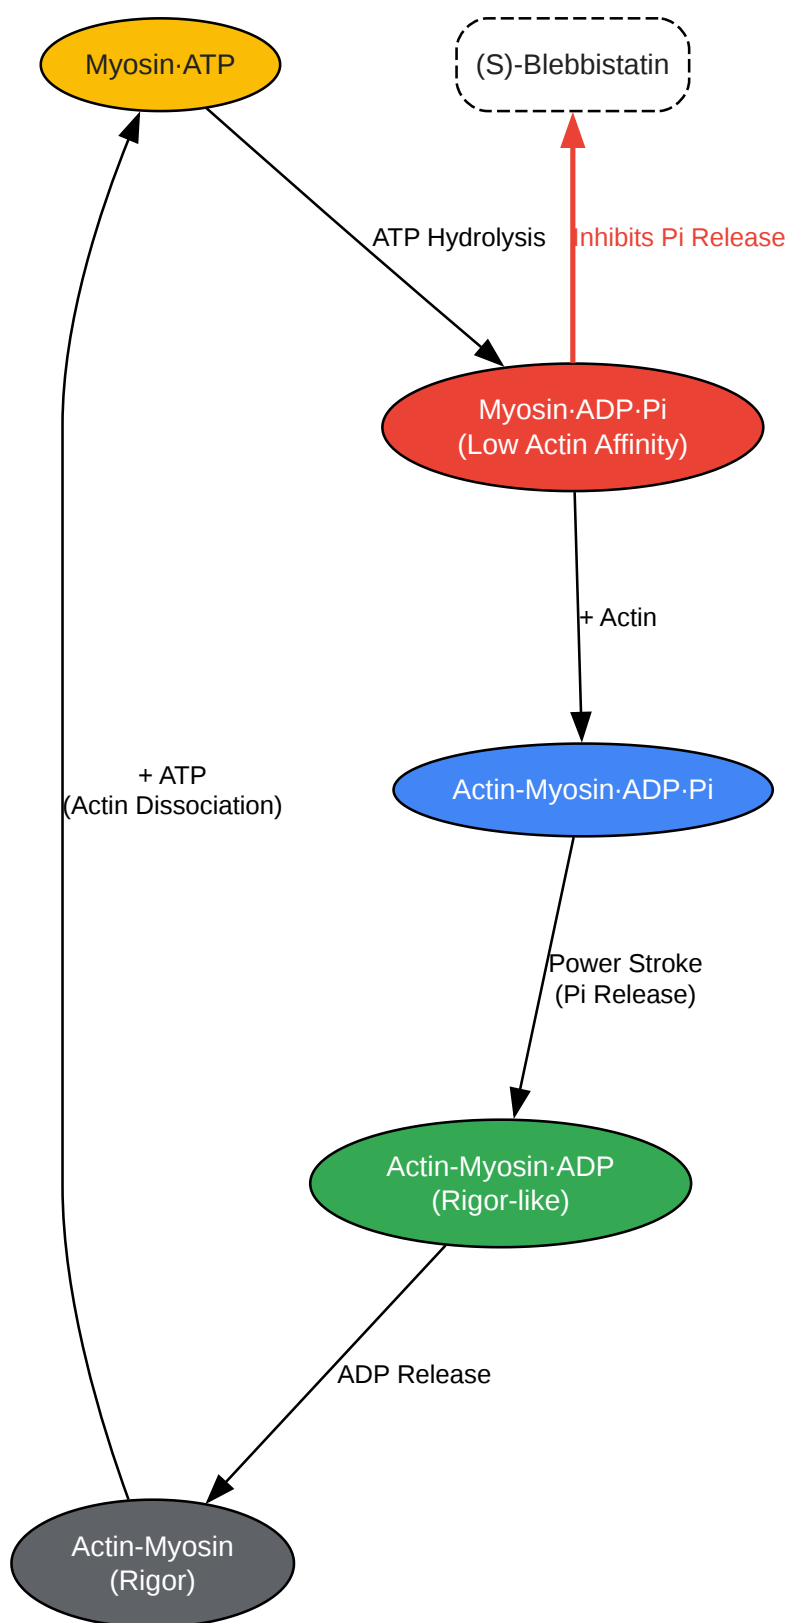 Myosin·ATP
(S)-Blebbistatin
ATP Hydrolysis
Inhibits Pi Release
Myosin·ADP·Pi
(Low Actin Affinity)
+ Actin
+ ATP
(Actin Dissociation)
Actin-Myosin·ADP·Pi
Power Stroke
(Pi Release)
Actin-Myosin·ADP
(Rigor-like)
ADP Release
Actin-Myosin
(Rigor)